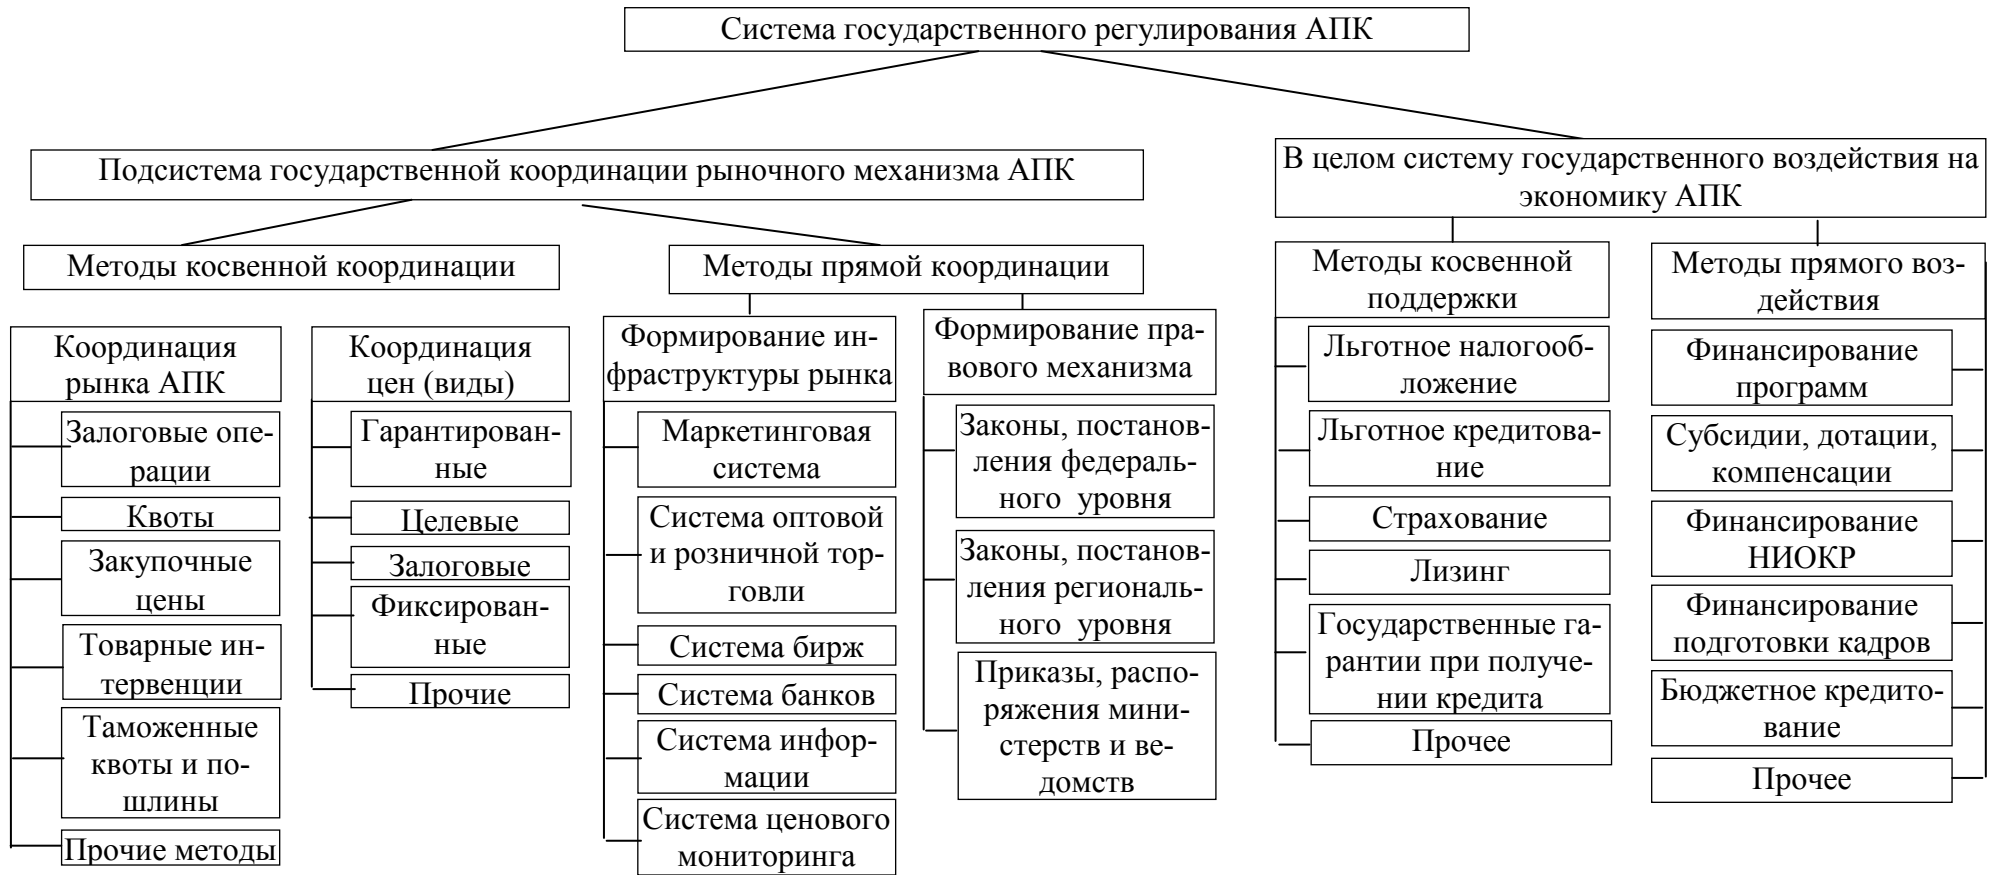 Система государственного регулирования АПК
Подсистема государственной координации рыночного механизма АПК
В целом систему государственного воздействия на
экономику АПК
Методы косвенной координации
Методы прямой координации
Методы косвенной
поддержки
Методы прямого воз-
действия
Координация
рынка АПК
Залоговые опе-
рации
Квоты
Закупочные
цены
Товарные ин-
тервенции
Таможенные
квоты и по-
шлины
Прочие методы
Координация
цен (виды)
Гарантирован-
ные
Целевые
Залоговые
Фиксирован-
ные
Прочие
Формирование ин-
фраструктуры рынка
Маркетинговая
система
Система оптовой
и розничной тор-
говли
Система бирж
Система банков
Система инфор-
мации
Система ценового
мониторинга
Формирование пра-
вового механизма
Законы, постанов-
ления федераль-
ного уровня
Законы, постанов-
ления региональ-
ного уровня
Приказы, распо-
ряжения мини-
стерств и ве-
домств
Льготное налогооб-
ложение
Льготное кредитова-
ние
Страхование
Лизинг
Государственные га-
рантии при получе-
нии кредита
Прочее
Финансирование
программ
Субсидии, дотации,
компенсации
Финансирование
НИОКР
Финансирование
подготовки кадров
Бюджетное кредито-
вание
Прочее